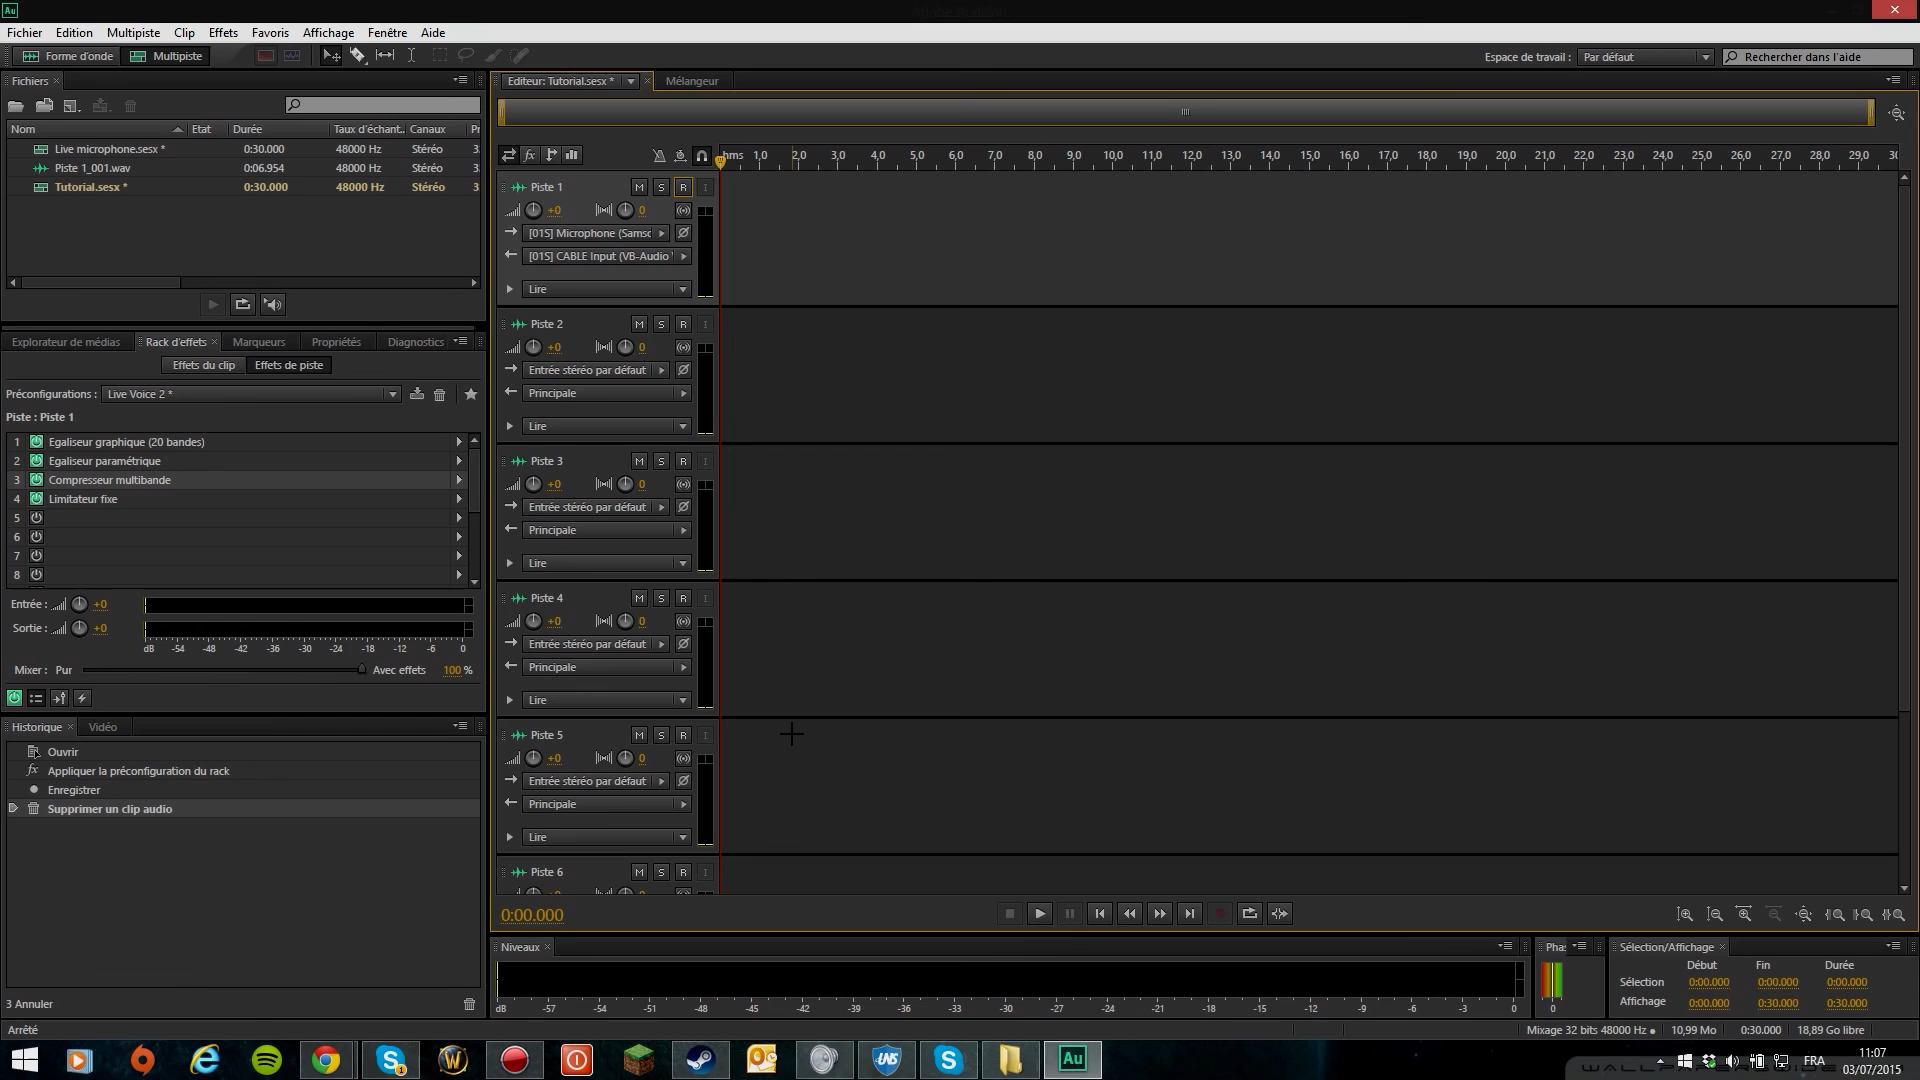 Au
Fichier Edition Multipiste Clip Effets Favoris Affichage Fenêtre Aide
Forme d'onde Multipiste
Espace de travail : Par défaut Rechercher dans l'aide
Fichiers ×
Editeur: Tutorial.sesx * × Mélangeur
Nom Etat Durée Taux d'échant.. Canaux
Live microphone.sesx * 0:30.000 48000 Hz Stéréo 3
Piste 1_001.wav 0:06.954 48000 Hz Stéréo 3
Tutorial.sesx * 0:30.000 48000 Hz Stéréo 3
fx hms 1,0 2,0 3,0 4,0 5,0 6,0 7,0 8,0 9,0 10,0 11,0 12,0 13,0 14,0 15,0 16,0 17,0 18,0 19,0 20,0 21,0 22,0 23,0 24,0 25,0 26,0 27,0 28,0 29,0
Piste 1 M S R I
+0 0
[01S] Microphone (Samsc
[01S] CABLE Input (VB-Audio
Lire
Piste 2 M S R I
+0 0
Entrée stéréo par défaut
Principale
Lire
Piste 3 M S R I
+0 0
Entrée stéréo par défaut
Principale
Lire
Piste 4 M S R I
+0 0
Entrée stéréo par défaut
Principale
Lire
Piste 5 M S R I
+0 0
Entrée stéréo par défaut
Principale
Lire
Piste 6 M S R I
Explorateur de médias Rack d'effets × Marqueurs Propriétés Diagnostics
Effets du clip Effets de piste
Préconfigurations : Live Voice 2 *
Piste : Piste 1
1 Egaliseur graphique (20 bandes)
2 Egaliseur paramétrique
3 Compresseur multibande
4 Limitateur fixe
5
6
7
8
Entrée : +0
Sortie : +0
dB -54 -48 -42 -36 -30 -24 -18 -12 -6 0
Mixer : Pur Avec effets 100 %
Historique × Vidéo
Ouvrir
fx Appliquer la préconfiguration du rack
Enregistrer
Supprimer un clip audio
3 Annuler
0:00.000
Niveaux ×
dB -57 -54 -51 -48 -45 -42 -39 -36 -33 -30 -27 -24 -21 -18 -15 -12 -9 -6 -3 0
Phas
0
Sélection/Affichage ×
Début Fin Durée
Sélection 0:00.000 0:00.000 0:00.000
Affichage 0:00.000 0:30.000 0:30.000
Arrêté
Mixage 32 bits 48000 Hz 10,99 Mo 0:30.000 18,89 Go libre
Au
FRA
11:07
03/07/2015